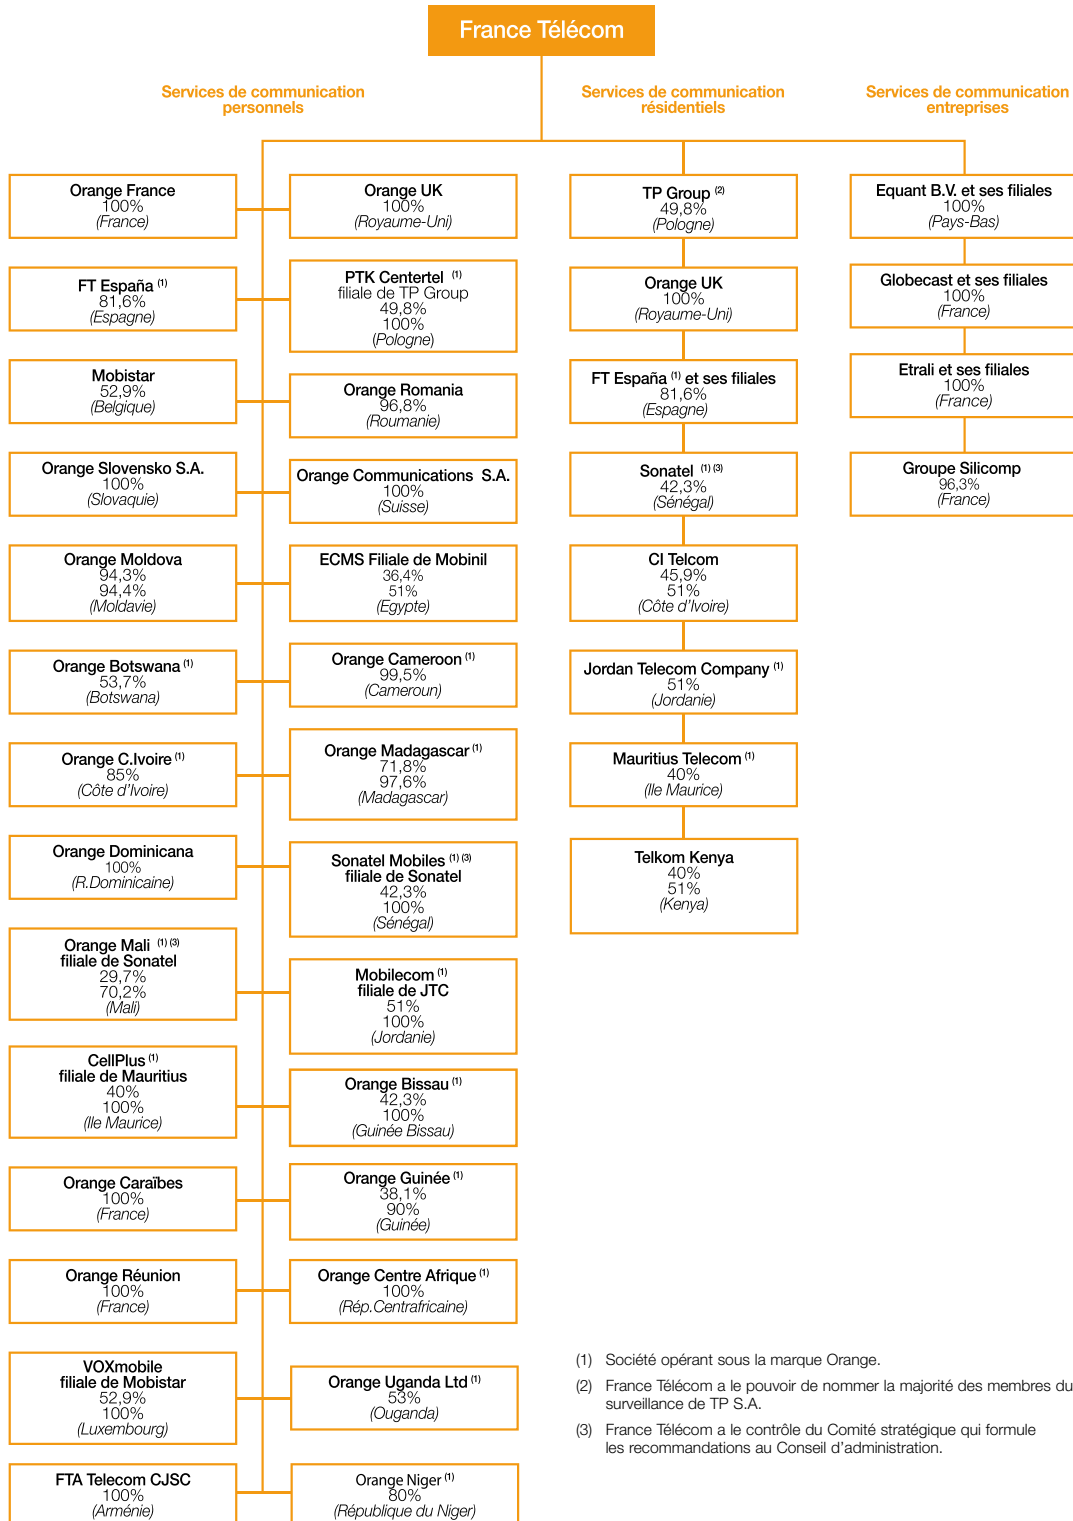 France Télécom
Services de communication
personnels
Services de communication
résidentiels
Services de communication
entreprises
Orange France
100%
(France)
Orange UK
100%
(Royaume-Uni)
FT España (1)
81,6%
(Espagne)
PTK Centertel (1)
filiale de TP Group
49,8%
100%
(Pologne)
Mobistar
52,9%
(Belgique)
Orange Romania
96,8%
(Roumanie)
Orange Slovensko S.A.
100%
(Slovaquie)
Orange Communications S.A.
100%
(Suisse)
Orange Moldova
94,3%
94,4%
(Moldavie)
ECMS Filiale de Mobinil
36,4%
51%
(Egypte)
Orange Botswana (1)
53,7%
(Botswana)
Orange Cameroon (1)
99,5%
(Cameroun)
Orange C.Ivoire (1)
85%
(Côte d'Ivoire)
Orange Madagascar (1)
71,8%
97,6%
(Madagascar)
Orange Dominicana
100%
(R.Dominicaine)
Sonatel Mobiles (1) (3)
filiale de Sonatel
42,3%
100%
(Sénégal)
Orange Mali (1) (3)
filiale de Sonatel
29,7%
70,2%
(Mali)
Mobilecom (1)
filiale de JTC
51%
100%
(Jordanie)
CellPlus (1)
filiale de Mauritius
40%
100%
(Ile Maurice)
Orange Bissau (1)
42,3%
100%
(Guinée Bissau)
Orange Caraïbes
100%
(France)
Orange Guinée (1)
38,1%
90%
(Guinée)
Orange Réunion
100%
(France)
Orange Centre Afrique (1)
100%
(Rép.Centrafricaine)
VOXmobile
filiale de Mobistar
52,9%
100%
(Luxembourg)
Orange Uganda Ltd (1)
53%
(Ouganda)
FTA Telecom CJSC
100%
(Arménie)
Orange Niger (1)
80%
(République du Niger)
TP Group (2)
49,8%
(Pologne)
Orange UK
100%
(Royaume-Uni)
FT España (1) et ses filiales
81,6%
(Espagne)
Sonatel (1) (3)
42,3%
(Sénégal)
CI Telcom
45,9%
51%
(Côte d'Ivoire)
Jordan Telecom Company (1)
51%
(Jordanie)
Mauritius Telecom (1)
40%
(Ile Maurice)
Telkom Kenya
40%
51%
(Kenya)
Equant B.V. et ses filiales
100%
(Pays-Bas)
Globecast et ses filiales
100%
(France)
Etrali et ses filiales
100%
(France)
Groupe Silicomp
96,3%
(France)
(1) Société opérant sous la marque Orange.
(2) France Télécom a le pouvoir de nommer la majorité des membres du
surveillance de TP S.A.
(3) France Télécom a le contrôle du Comité stratégique qui formule
les recommandations au Conseil d'administration.